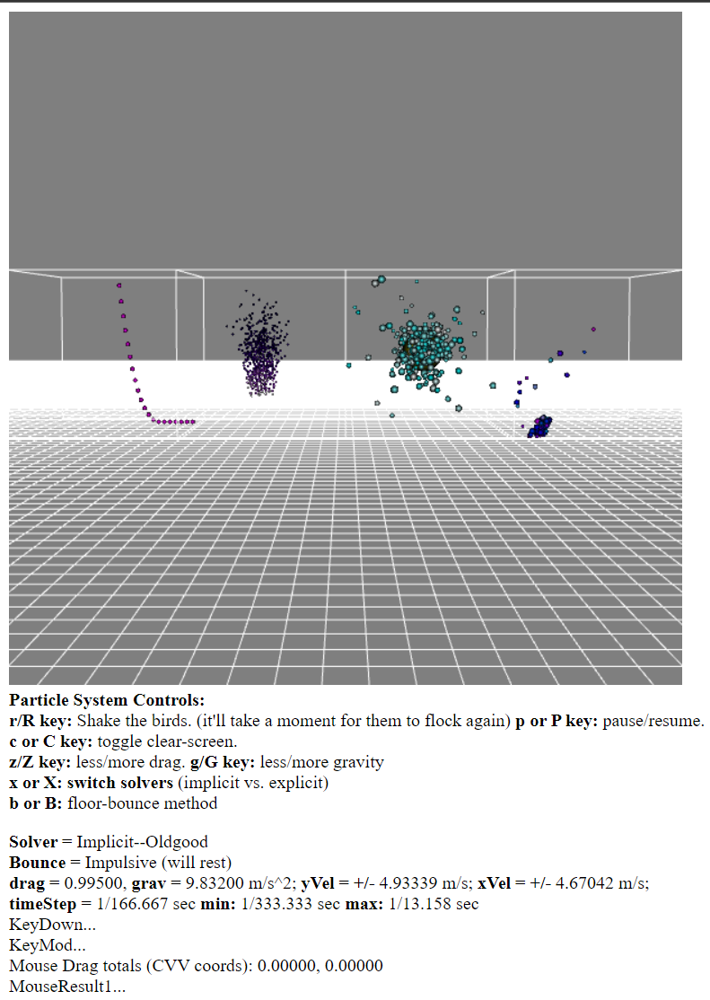 Particle System Controls:
r/R key: Shake the birds. (it'll take a moment for them to flock again) p or P key: pause/resume.
c or C key: toggle clear-screen.
z/Z key: less/more drag. g/G key: less/more gravity
x or X: switch solvers (implicit vs. explicit)
b or B: floor-bounce method
Solver = Implicit--Oldgood
Bounce = Impulsive (will rest)
drag = 0.99500, grav = 9.83200 m/s^2; yVel = +/- 4.93339 m/s; xVel = +/- 4.67042 m/s;
timeStep = 1/166.667 sec min: 1/333.333 sec max: 1/13.158 sec
KeyDown...
KeyMod...
Mouse Drag totals (CVV coords): 0.00000, 0.00000
MouseResult1...